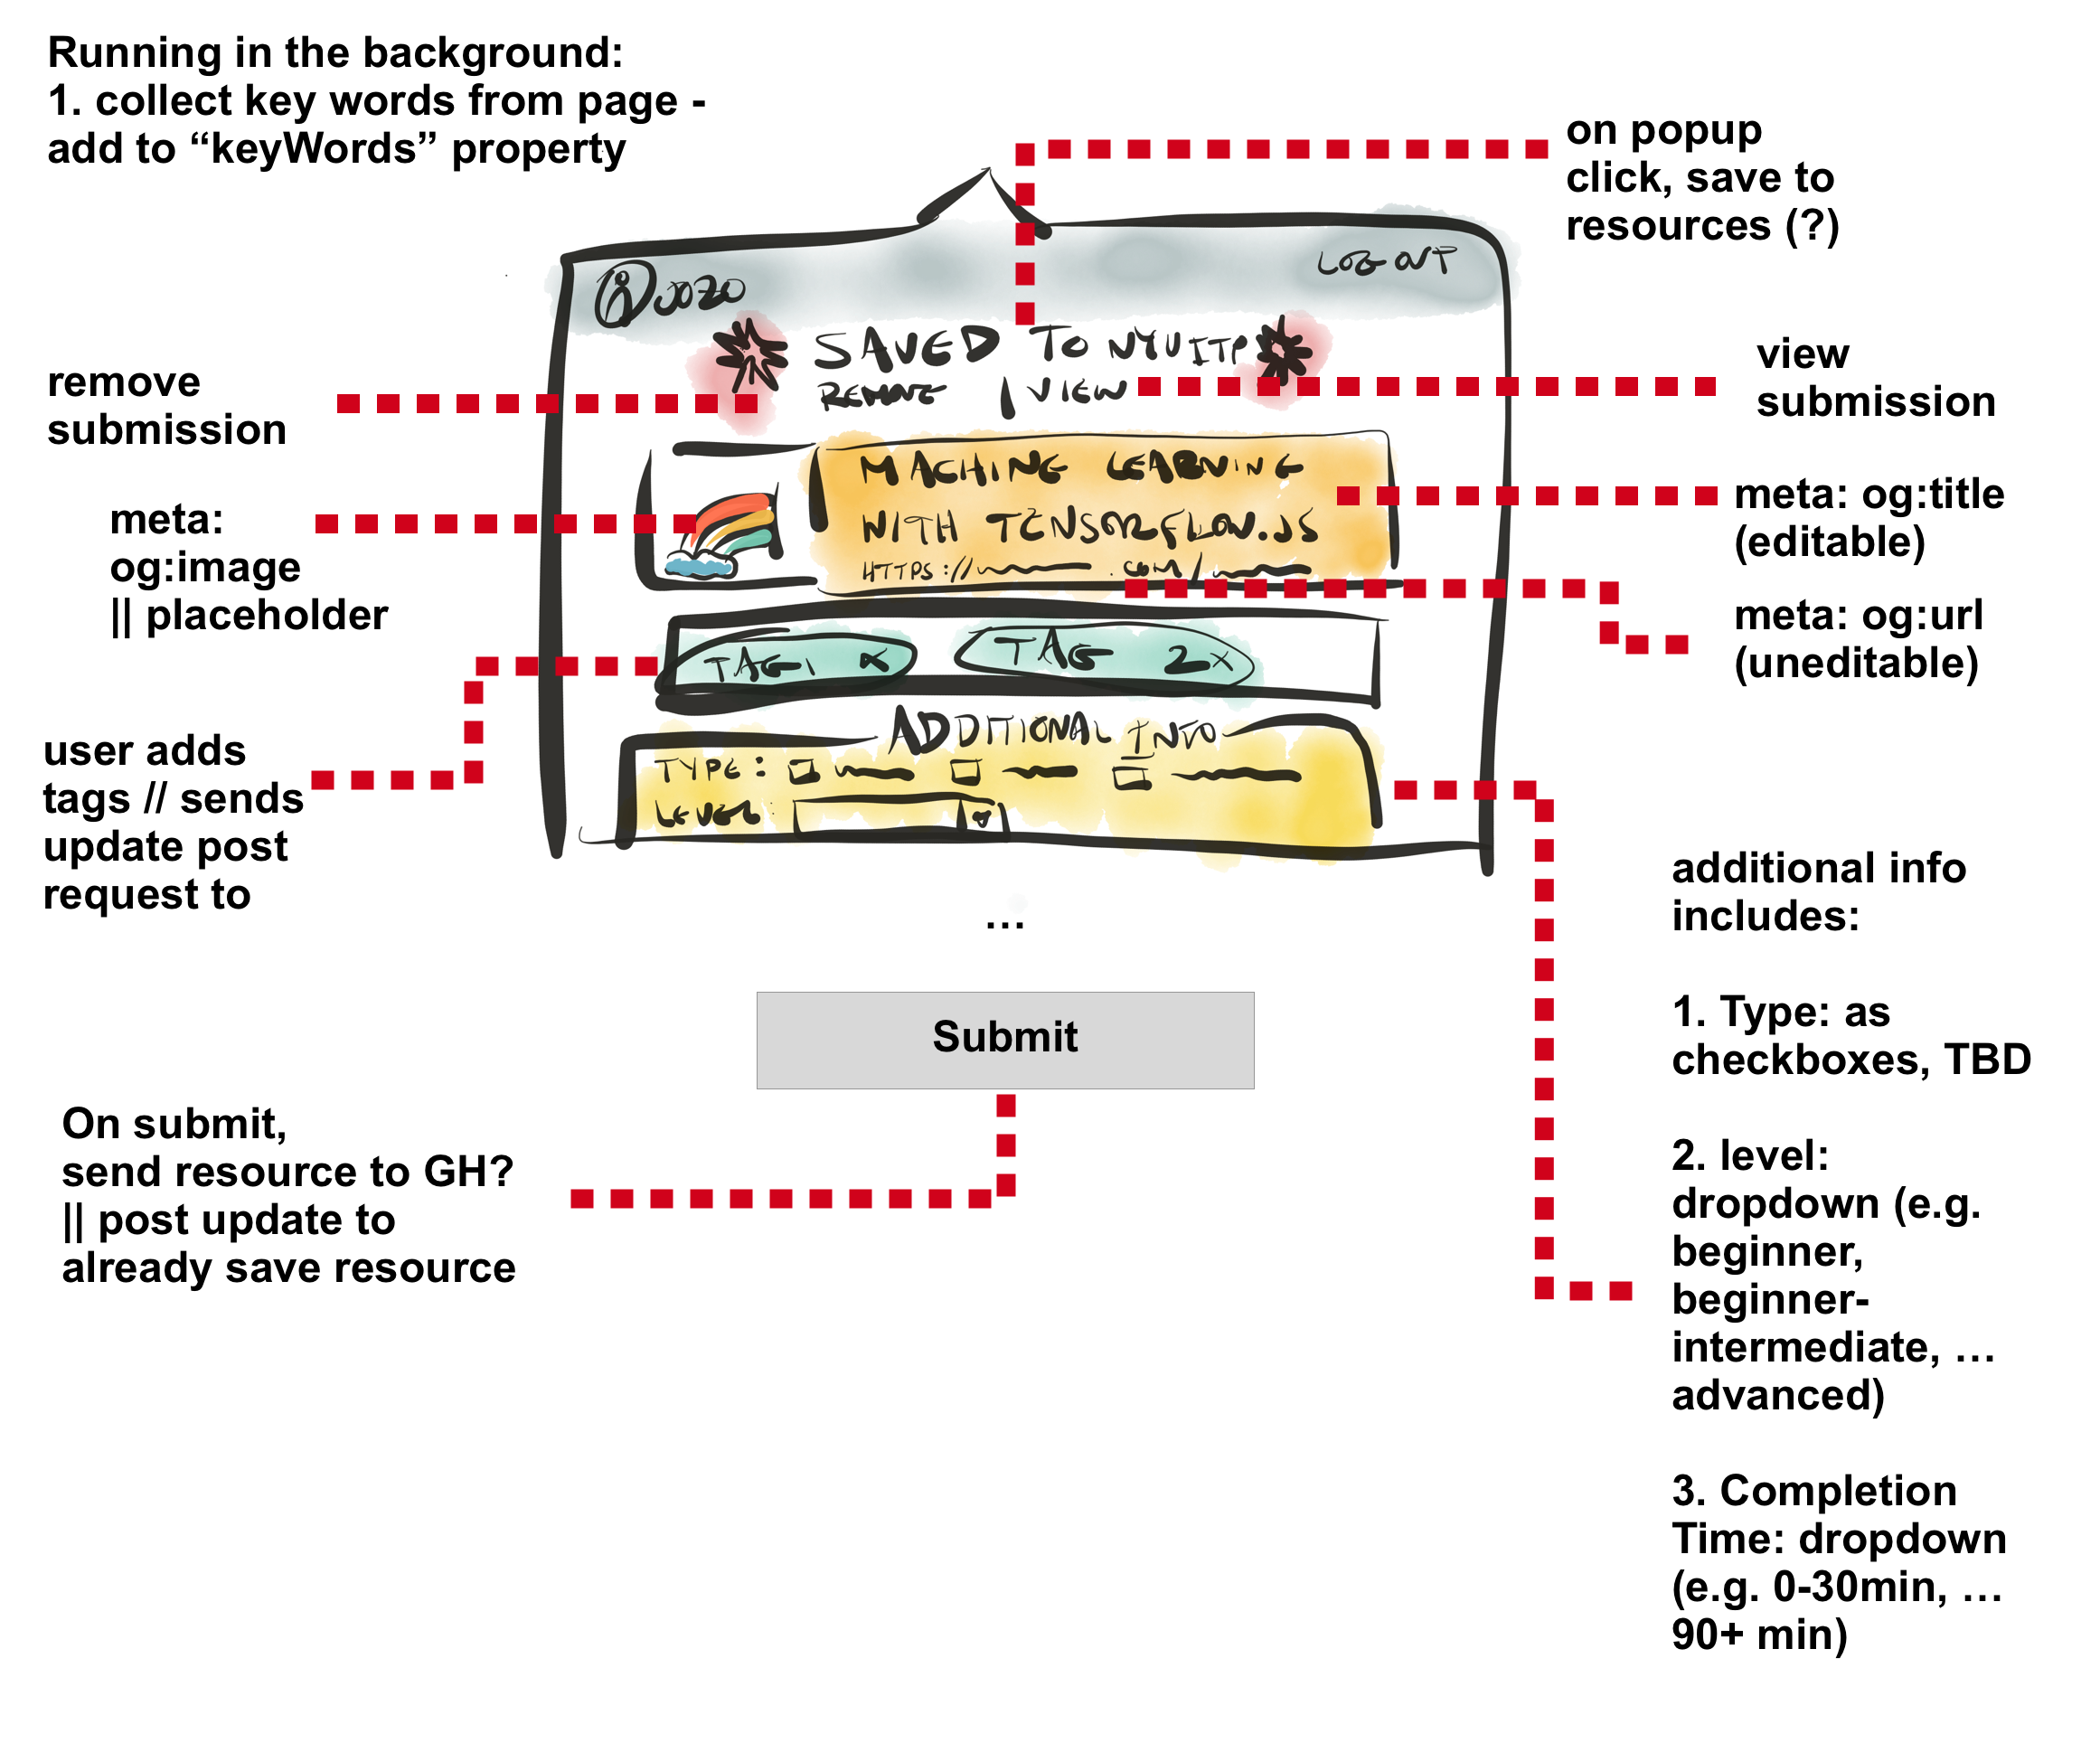 Running in the background:
1. collect key words from page -
add to “keyWords” property
on popup
click, save to
resources (?)
JOZO
LOG OUT
SAVED TO NYU ITP
REMOVE | VIEW
remove
submission
view
submission
MACHINE LEARNING
WITH TENSORFLOW.JS
HTTPS:// .COM/
meta:
og:image
|| placeholder
meta: og:title
(editable)
meta: og:url
(uneditable)
TAG 1 x TAG 2 x
user adds
tags // sends
update post
request to
ADDITIONAL INFO
TYPE:
LEVEL:
…
Submit
On submit,
send resource to GH?
|| post update to
already save resource
additional info
includes:
1. Type: as
checkboxes, TBD
2. level:
dropdown (e.g.
beginner,
beginner-
intermediate, …
advanced)
3. Completion
Time: dropdown
(e.g. 0-30min, …
90+ min)